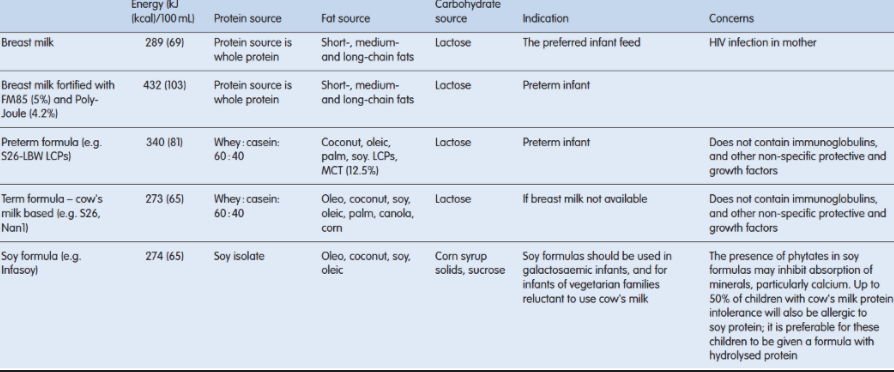 Energy (kJ Carbohydrate
(kcal)/100 mL) Protein source Fat source source Indication Concerns
Breast milk 289 (69) Protein source is Short-, medium- Lactose The preferred infant feed HIV infection in mother
whole protein and long-chain fats
Breast milk fortified with 432 (103) Protein source is Short-, medium- Lactose Preterm infant
FM85 (5%) and Poly- whole protein and long-chain fats
Joule (4.2%)
Preterm formula (e.g. 340 (81) Whey : casein: Coconut, oleic, Lactose Preterm infant Does not contain immunoglobulins,
S26-LBW LCPs) 60 : 40 palm, soy. LCPs, and other non-specific protective and
MCT (12.5%) growth factors
Term formula – cow's 273 (65) Whey : casein: Oleo, coconut, soy, Lactose If breast milk not available Does not contain immunoglobulins,
milk based (e.g. S26, 60 : 40 oleic, palm, canola, and other non-specific protective and
Nan1) corn growth factors
Soy formula (e.g. 274 (65) Soy isolate Oleo, coconut, soy, Corn syrup Soy formulas should be used in The presence of phytates in soy
Infasoy) oleic solids, sucrose galactosaemic infants, and for formulas may inhibit absorption of
infants of vegetarian families minerals, particularly calcium. Up to
reluctant to use cow's milk 50% of children with cow's milk protein
intolerance will also be allergic to
soy protein; it is preferable for these
children to be given a formula with
hydrolysed protein